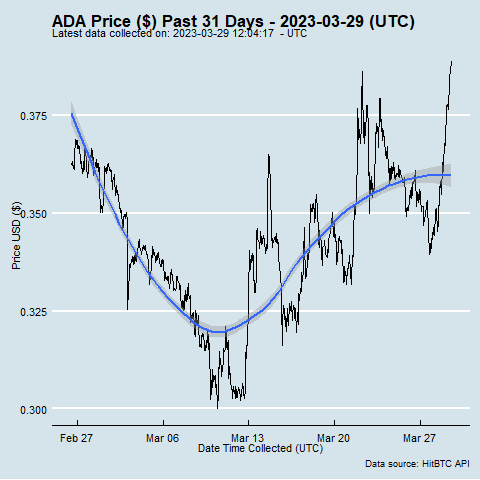 ADA Price ($) Past 31 Days - 2023-03-29 (UTC)
Latest data collected on: 2023-03-29 12:04:17 - UTC
0.375
0.350
0.325
0.300
Price USD ($)
Feb 27 Mar 06 Mar 13 Mar 20 Mar 27
Date Time Collected (UTC)
Data source: HitBTC API